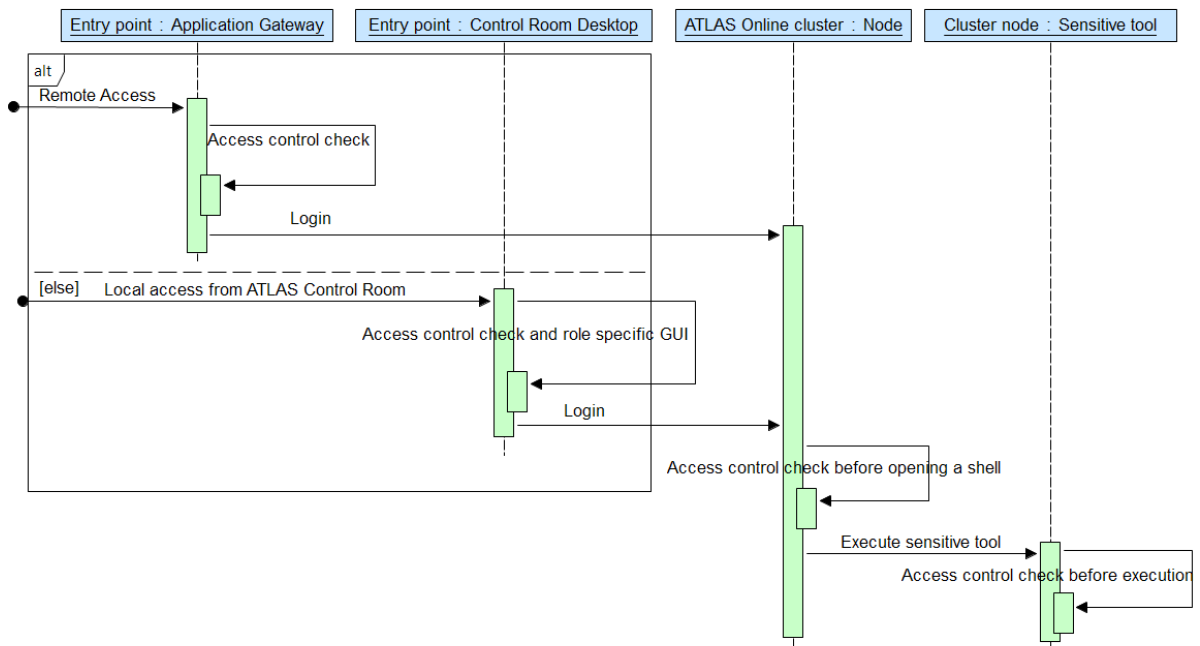 Entry point : Application Gateway
Entry point : Control Room Desktop
ATLAS Online cluster : Node
Cluster node : Sensitive tool
alt
Remote Access
Access control check
Login
[else]
Local access from ATLAS Control Room
Access control check and role specific GUI
Login
Access control check before opening a shell
Execute sensitive tool
Access control check before execution